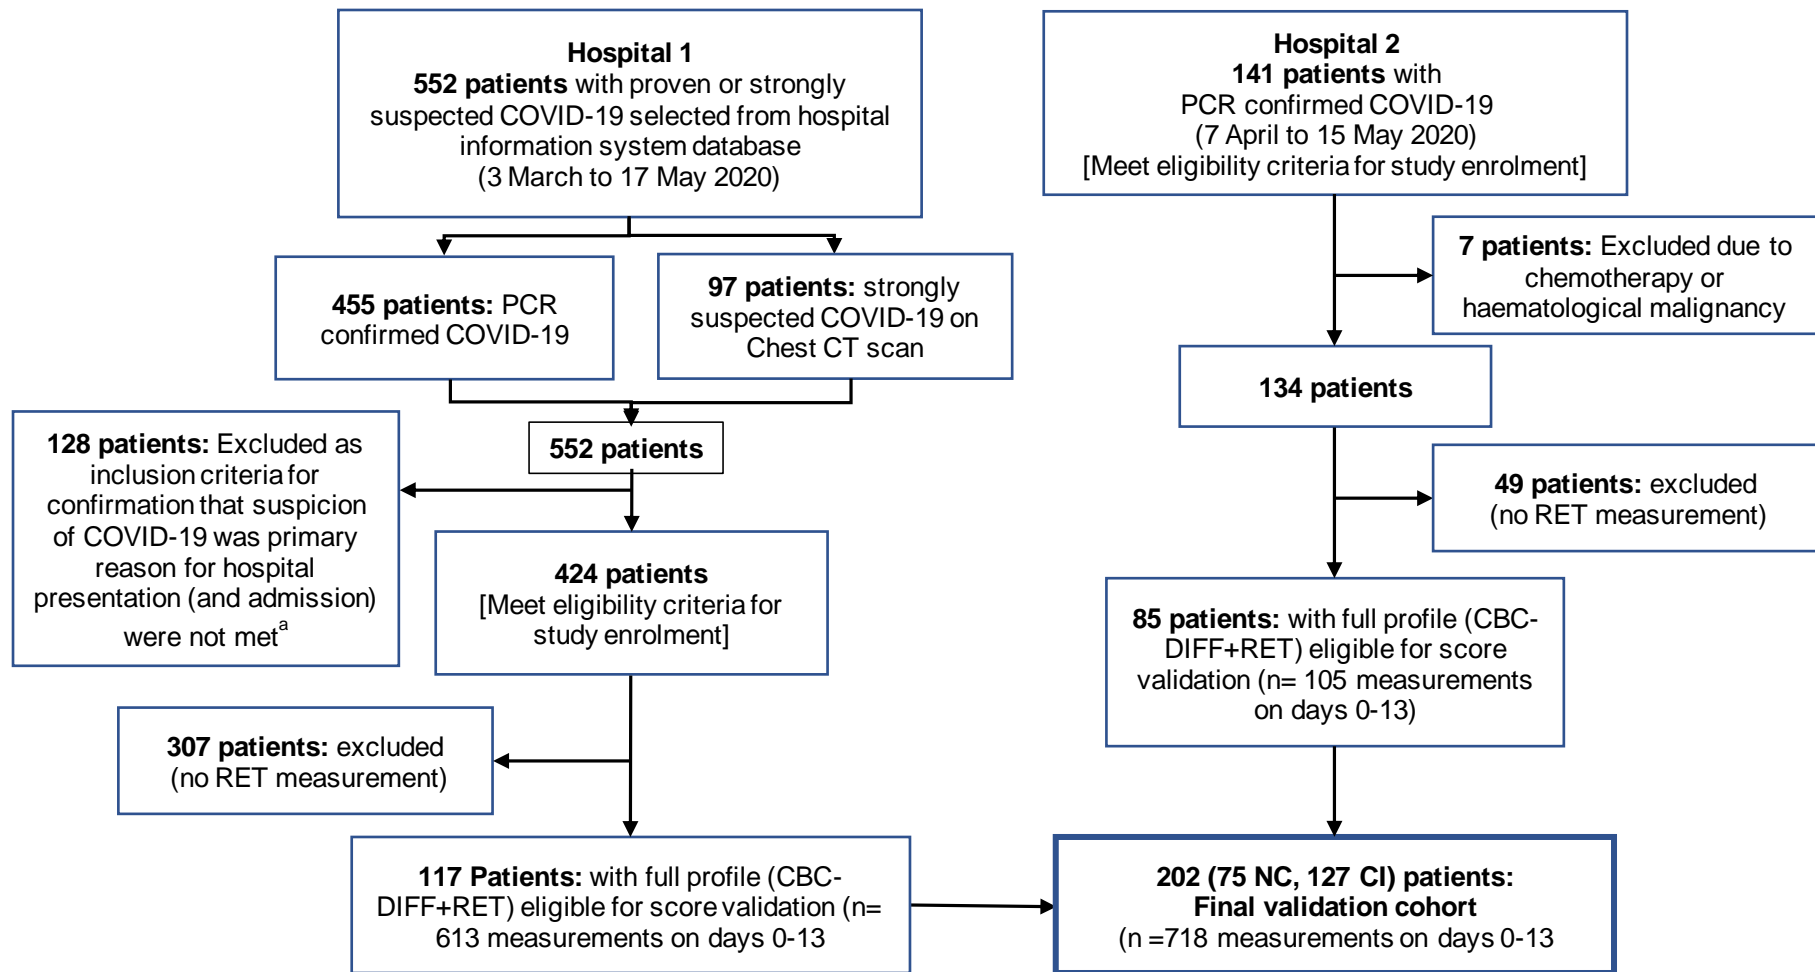 Hospital 1
552 patients with proven or strongly
suspected COVID-19 selected from hospital
information system database
(3 March to 17 May 2020)
Hospital 2
141 patients with
PCR confirmed COVID-19
(7 April to 15 May 2020)
[Meet eligibility criteria for study enrolment]
7 patients: Excluded due to
chemotherapy or
haematological malignancy
455 patients: PCR
confirmed COVID-19
97 patients: strongly
suspected COVID-19 on
Chest CT scan
134 patients
552 patients
128 patients: Excluded as
inclusion criteria for
confirmation that suspicion
of COVID-19 was primary
reason for hospital
presentation (and admission)
were not met^a
49 patients: excluded
(no RET measurement)
424 patients
[Meet eligibility criteria for
study enrolment]
85 patients: with full profile (CBC-
DIFF+RET) eligible for score
validation (n= 105 measurements
on days 0-13)
307 patients: excluded
(no RET measurement)
117 Patients: with full profile (CBC-
DIFF+RET) eligible for score validation (n=
613 measurements on days 0-13
202 (75 NC, 127 CI) patients:
Final validation cohort
(n =718 measurements on days 0-13